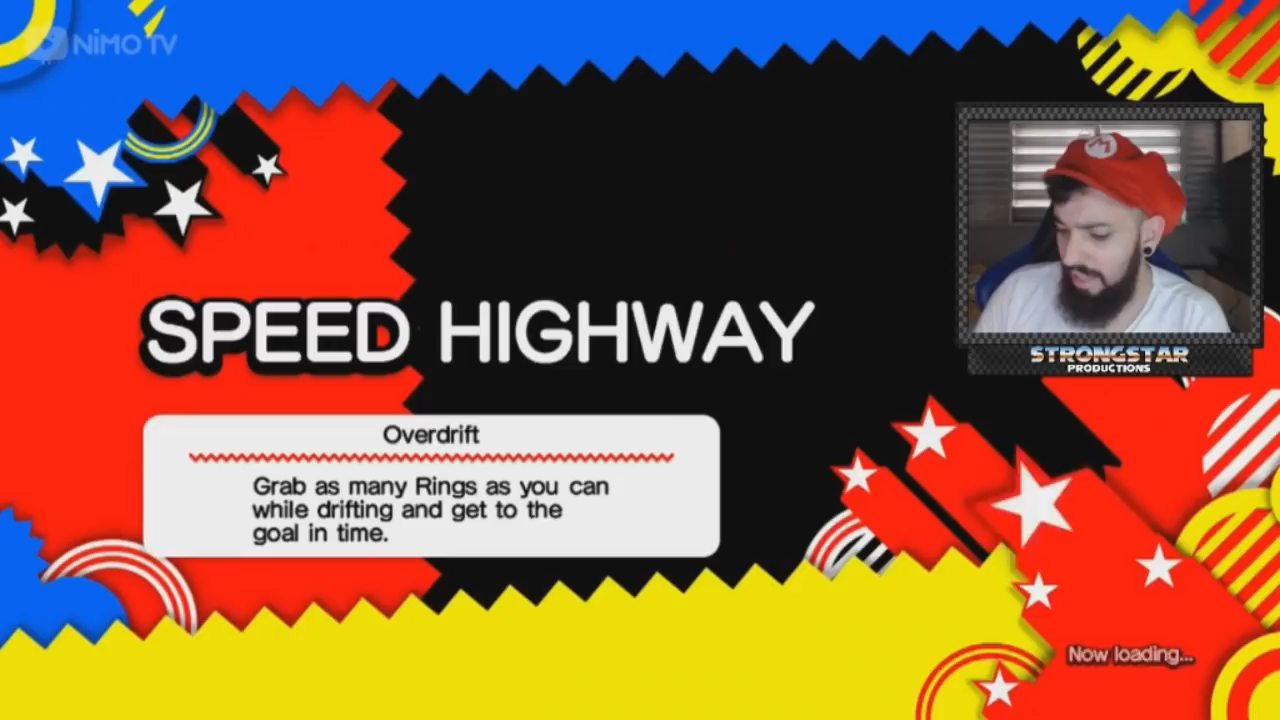 NiMO TV
SPEED HIGHWAY
Overdrift
Grab as many Rings as you can
while drifting and get to the
goal in time.
M
STRONGSTAR
PRODUCTIONS
Now loading...